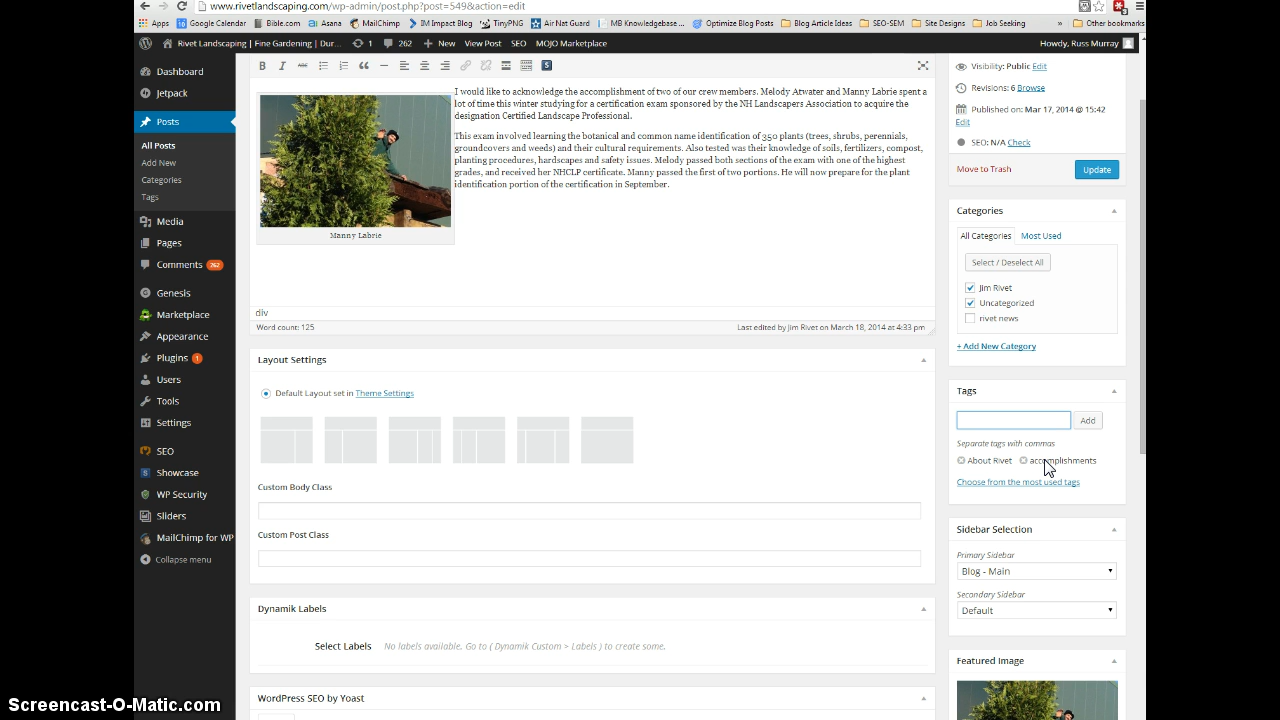 www.rivetlandscaping.com/wp-admin/post.php?post=549&action=edit
Apps Google Calendar Bible.com Asana MailChimp IM Impact Blog TinyPNG Air Nat Guard MB Knowledgebase ... Optimize Blog Posts Blog Article Ideas SEO-SEM Site Designs Job Seeking » Other bookmarks
Rivet Landscaping | Fine Gardening | Dur... 1 262 New View Post SEO MOJO Marketplace Howdy, Russ Murray
Dashboard
Jetpack
Posts
All Posts
Add New
Categories
Tags
Media
Pages
Comments 262
Genesis
Marketplace
Appearance
Plugins 1
Users
Tools
Settings
SEO
Showcase
WP Security
Sliders
MailChimp for WP
Collapse menu
B I ABC
I would like to acknowledge the accomplishment of two of our crew members. Melody Atwater and Manny Labrie spent a
lot of time this winter studying for a certification exam sponsored by the NH Landscapers Association to acquire the
designation Certified Landscape Professional.
This exam involved learning the botanical and common name identification of 350 plants (trees, shrubs, perennials,
groundcovers and weeds) and their cultural requirements. Also tested was their knowledge of soils, fertilizers, compost,
planting procedures, hardscapes and safety issues. Melody passed both sections of the exam with one of the highest
grades, and received her NHCLP certificate. Manny passed the first of two portions. He will now prepare for the plant
identification portion of the certification in September.
Manny Labrie
div
Word count: 125 Last edited by Jim Rivet on March 18, 2014 at 4:33 pm
Layout Settings
Default Layout set in Theme Settings
Custom Body Class
Custom Post Class
Dynamik Labels
Select Labels No labels available. Go to ( Dynamik Custom > Labels ) to create some.
WordPress SEO by Yoast
Visibility: Public Edit
Revisions: 6 Browse
Published on: Mar 17, 2014 @ 15:42
Edit
SEO: N/A Check
Move to Trash Update
Categories
All Categories Most Used
Select / Deselect All
Jim Rivet
Uncategorized
rivet news
+ Add New Category
Tags
Add
Separate tags with commas
About Rivet accomplishments
Choose from the most used tags
Sidebar Selection
Primary Sidebar
Blog - Main
Secondary Sidebar
Default
Featured Image
Screencast-O-Matic.com